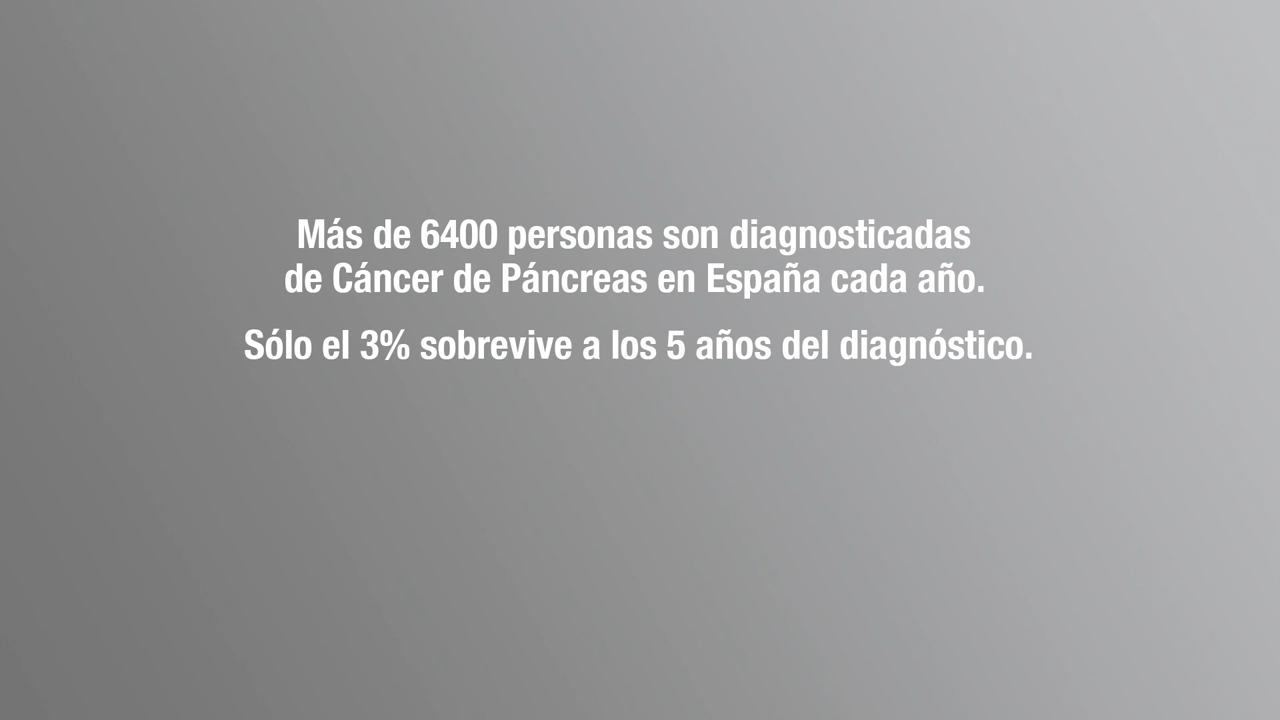 Más de 6400 personas son diagnosticadas
de Cáncer de Páncreas en España cada año.
Sólo el 3% sobrevive a los 5 años del diagnóstico.